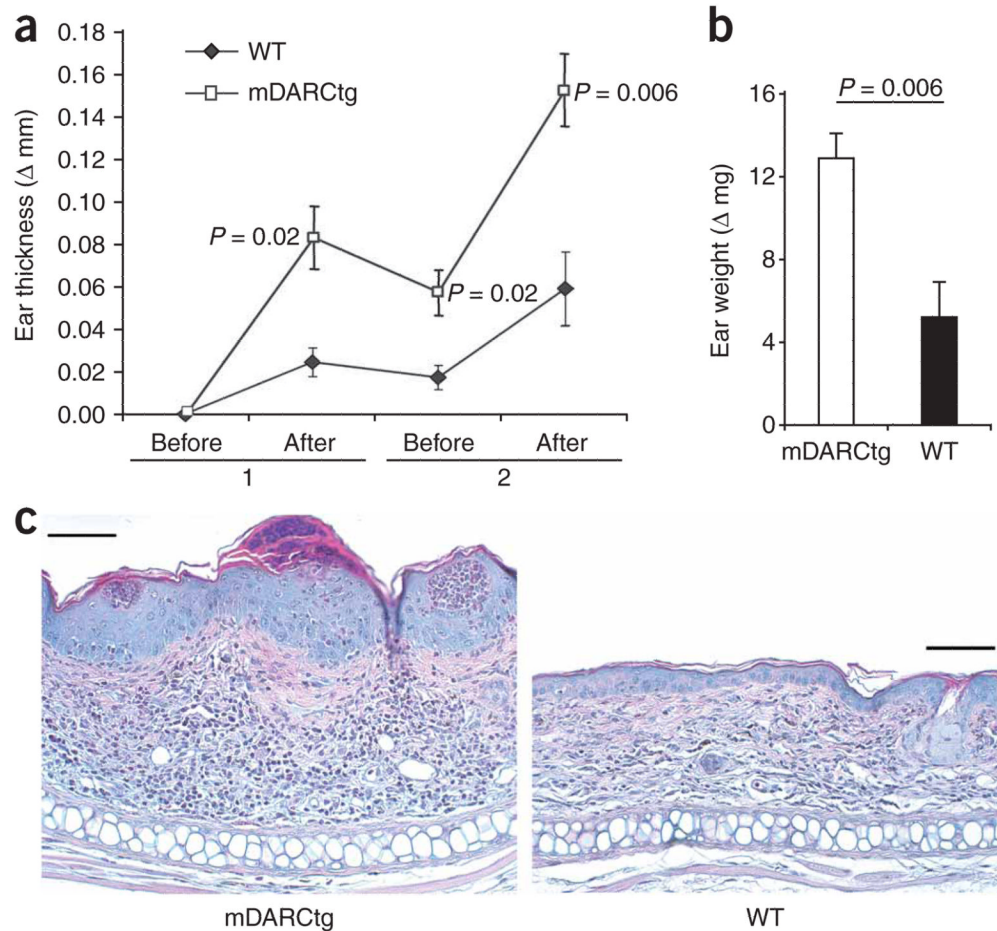 a
Ear thickness (Δ mm)
0.18
0.16
0.14
0.12
0.10
0.08
0.06
0.04
0.02
0.00
WT
mDARCtg
P = 0.02
P = 0.02
P = 0.006
Before After Before After
1 2
b
P = 0.006
Ear weight (Δ mg)
16
12
8
4
0
mDARCtg WT
c
mDARCtg WT